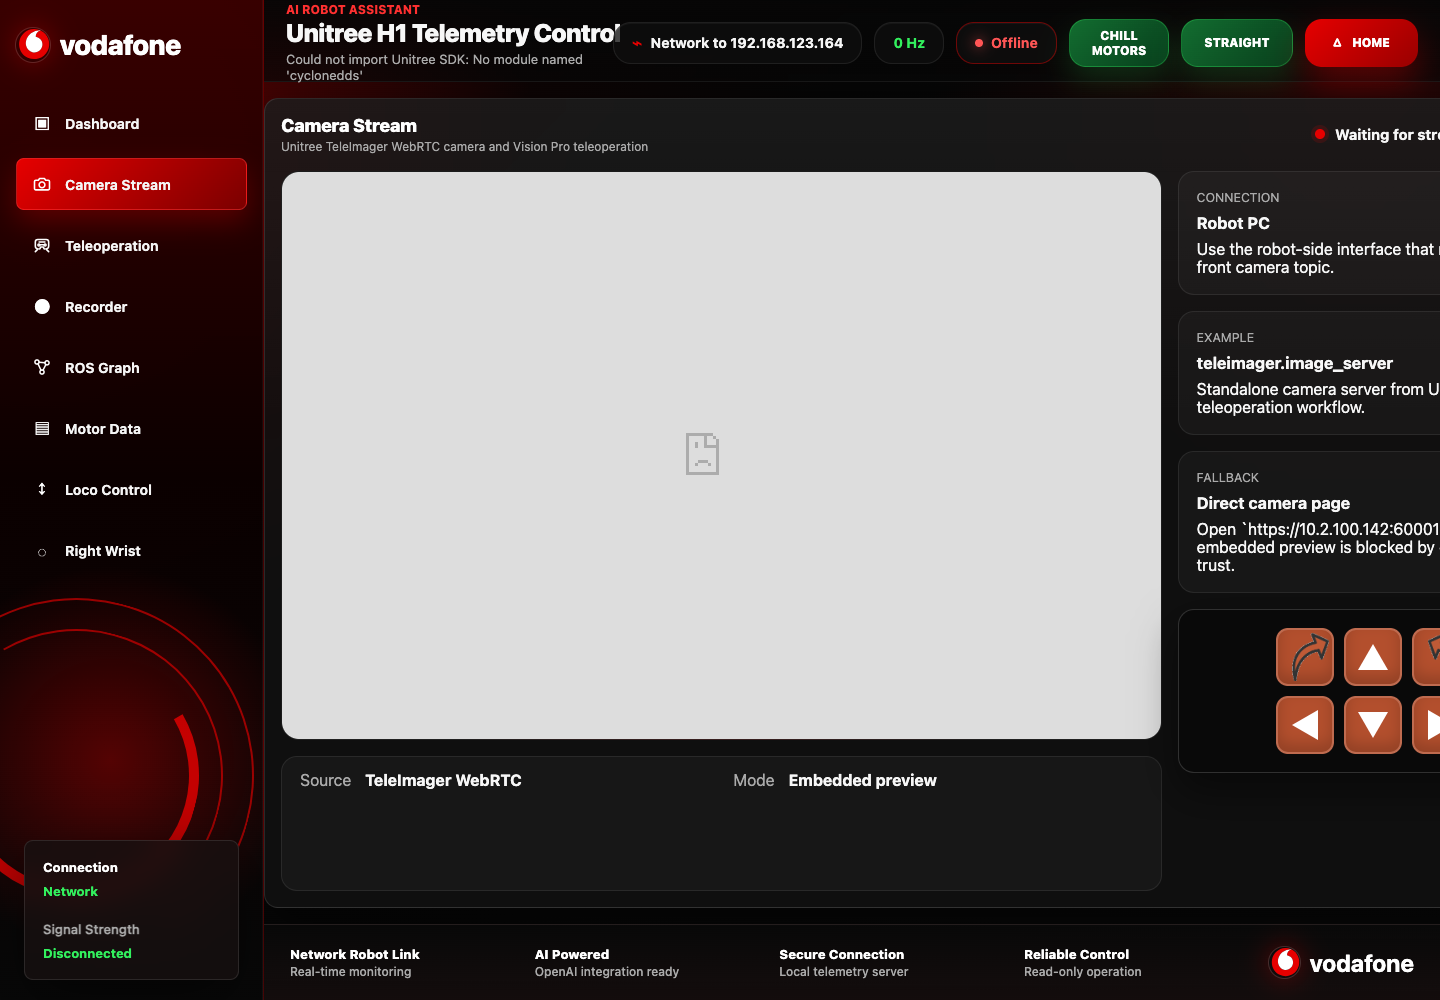 vodafone
Dashboard
Camera Stream
Teleoperation
Recorder
ROS Graph
Motor Data
Loco Control
Right Wrist
Connection
Network
Signal Strength
Disconnected
AI ROBOT ASSISTANT
Unitree H1 Telemetry Control
Could not import Unitree SDK: No module named
'cyclonedds'
Network to 192.168.123.164
0 Hz
Offline
CHILL
MOTORS
STRAIGHT
HOME
Camera Stream
Unitree TeleImager WebRTC camera and Vision Pro teleoperation
Waiting for
CONNECTION
Robot PC
Use the robot-side interface that
front camera topic.
EXAMPLE
teleimager.image_server
Standalone camera server from
teleoperation workflow.
FALLBACK
Direct camera page
Open `https://10.2.100.142:60001
embedded preview is blocked by
trust.
Source TeleImager WebRTC
Mode Embedded preview
Network Robot Link
Real-time monitoring
AI Powered
OpenAI integration ready
Secure Connection
Local telemetry server
Reliable Control
Read-only operation
vodafone